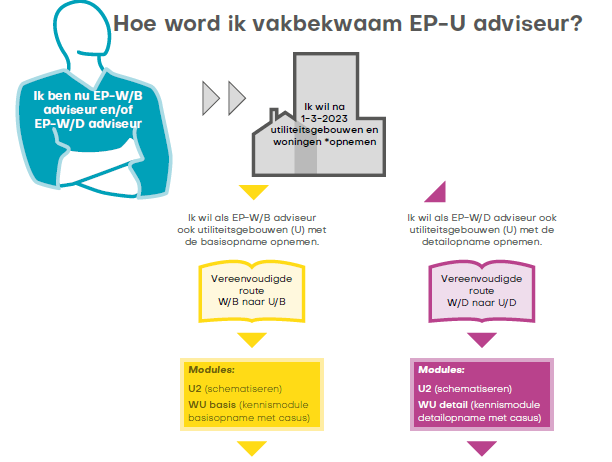 Hoe word ik vakbekwaam EP-U adviseur?
Ik ben nu EP-W/B
adviseur en/of
EP-W/D adviseur
Ik wil na
1-3-2023
utiliteitsgebouwen en
woningen *opnemen
Ik wil als EP-W/B adviseur
ook utiliteitsgebouwen (U) met
de basisopname opnemen.
Vereenvoudigde
route
W/B naar U/B
Modules:
U2 (schematiseren)
WU basis (kennismodule
basisopname met casus)
Ik wil als EP-W/D adviseur ook
utiliteitsgebouwen (U) met de
detailopname opnemen.
Vereenvoudigde
route
W/D naar U/D
Modules:
U2 (schematiseren)
WU detail (kennismodule
detailopname met casus)